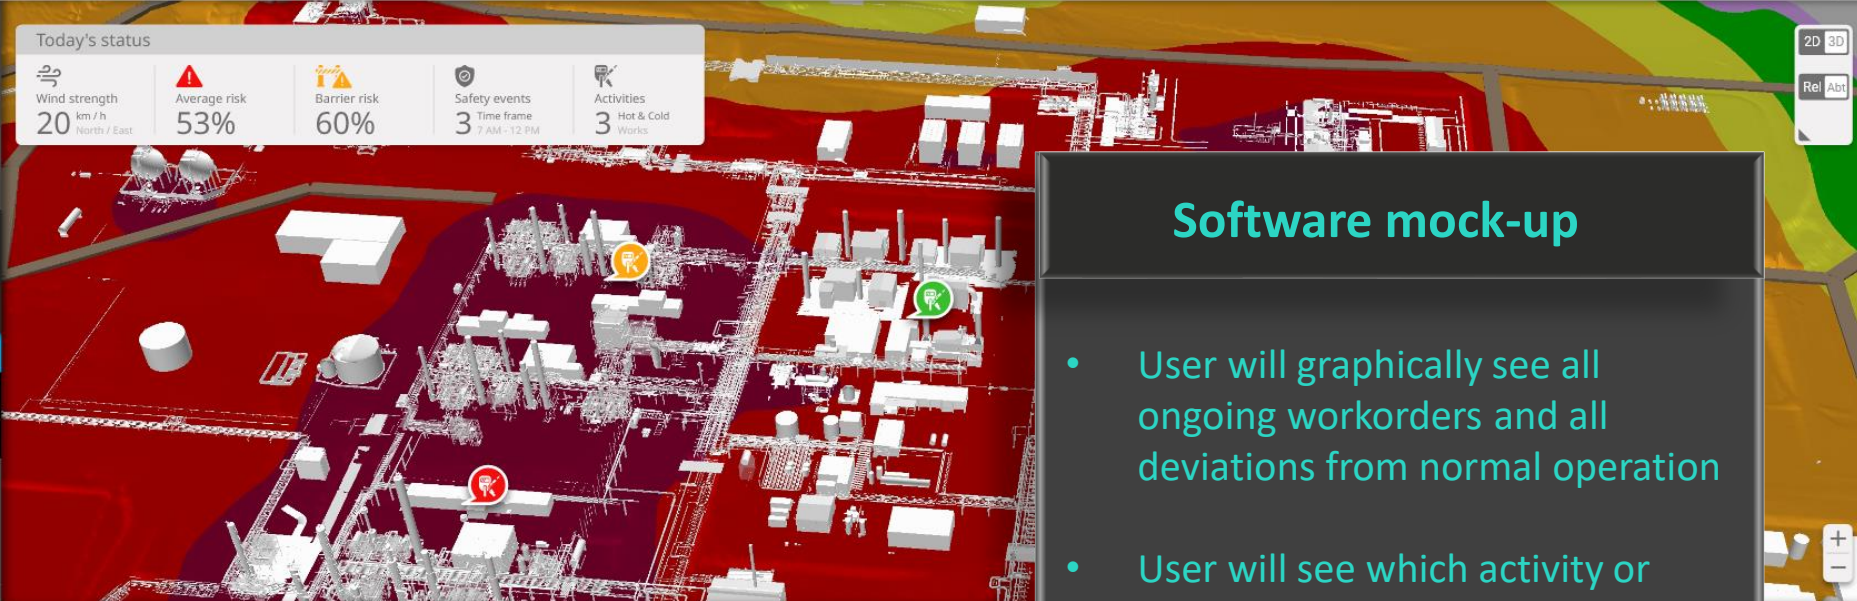 Today's status
Wind strength
20 km / h
North / East
Average risk
53%
Barrier risk
60%
Safety events
3 Time frame
7 AM - 12 PM
Activities
3 Hot & Cold
Works
2D 3D
Rel Abt
Software mock-up
• User will graphically see all
ongoing workorders and all
deviations from normal operation
• User will see which activity or
+
−